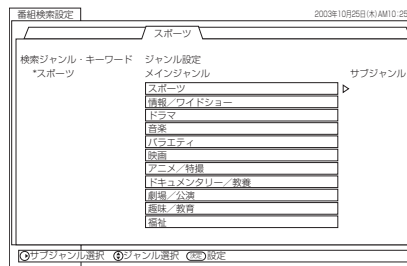 番組検索設定
2003年10月25日(木)AM10:25
スポーツ
検索ジャンル・キーワード ジャンル設定
*スポーツ メインジャンル サブジャンル
スポーツ
情報／ワイドショー
ドラマ
音楽
バラエティ
映画
アニメ／特撮
ドキュメンタリー／教養
劇場／公演
趣味／教育
福祉
サブジャンル選択 ジャンル選択 決定 設定